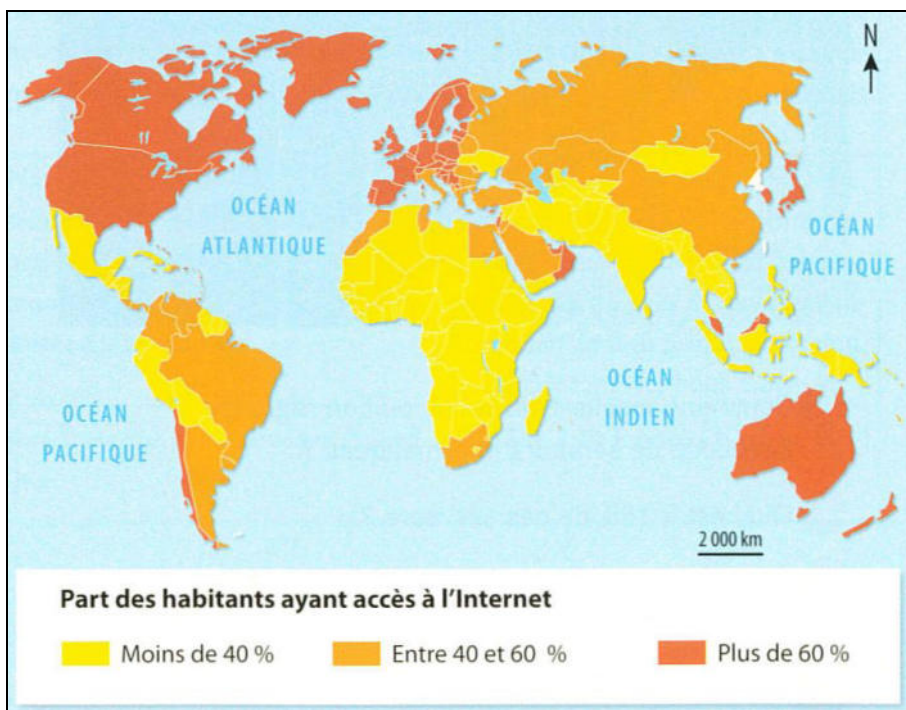 N
OCÉAN
ATLANTIQUE
OCÉAN
PACIFIQUE
OCÉAN
PACIFIQUE
OCÉAN
INDIEN
2 000 km
Part des habitants ayant accès à l'Internet
Moins de 40 %
Entre 40 et 60 %
Plus de 60 %